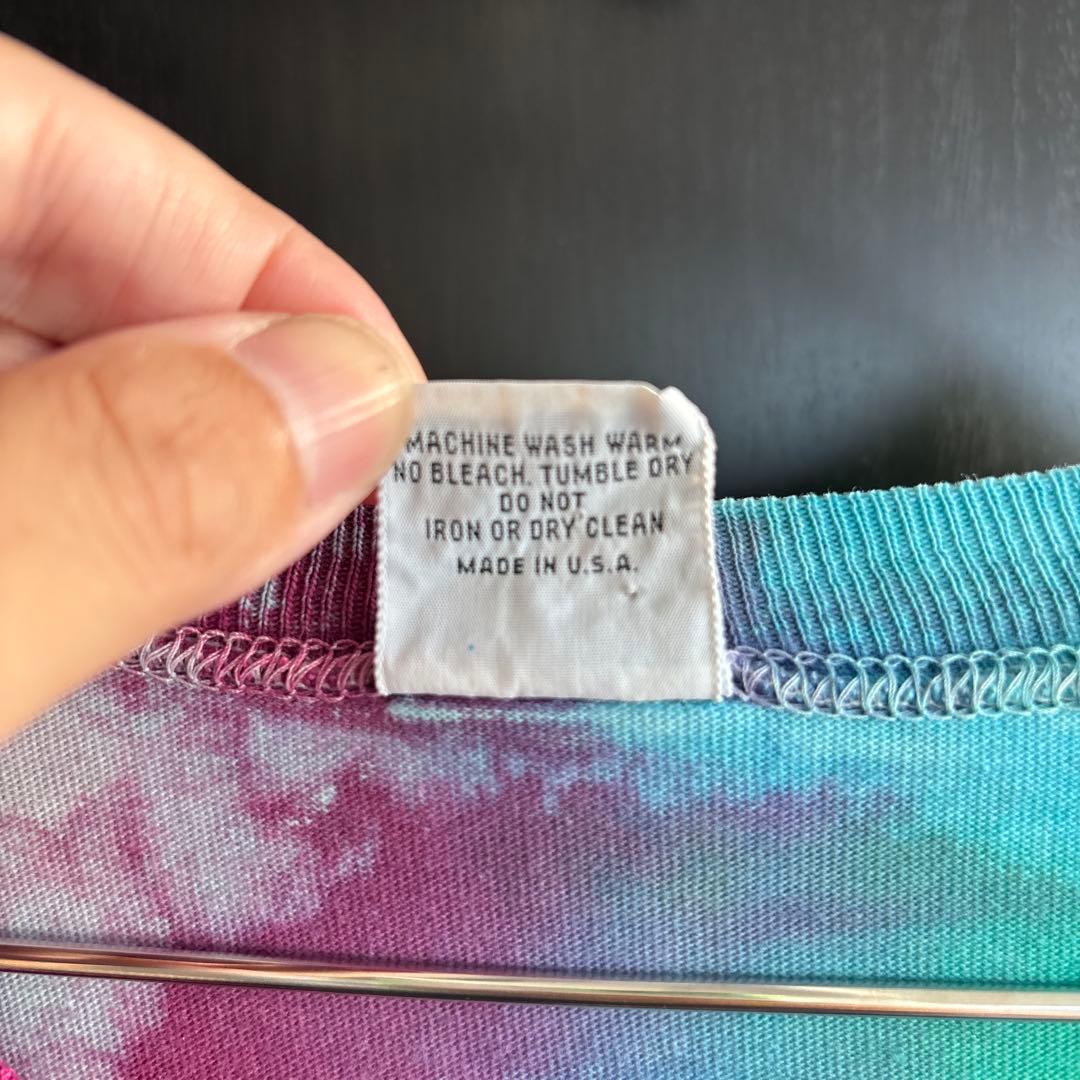 MACHINE WASH WARM
NO BLEACH. TUMBLE DRY
DO NOT
IRON OR DRY CLEAN
MADE IN U.S.A.